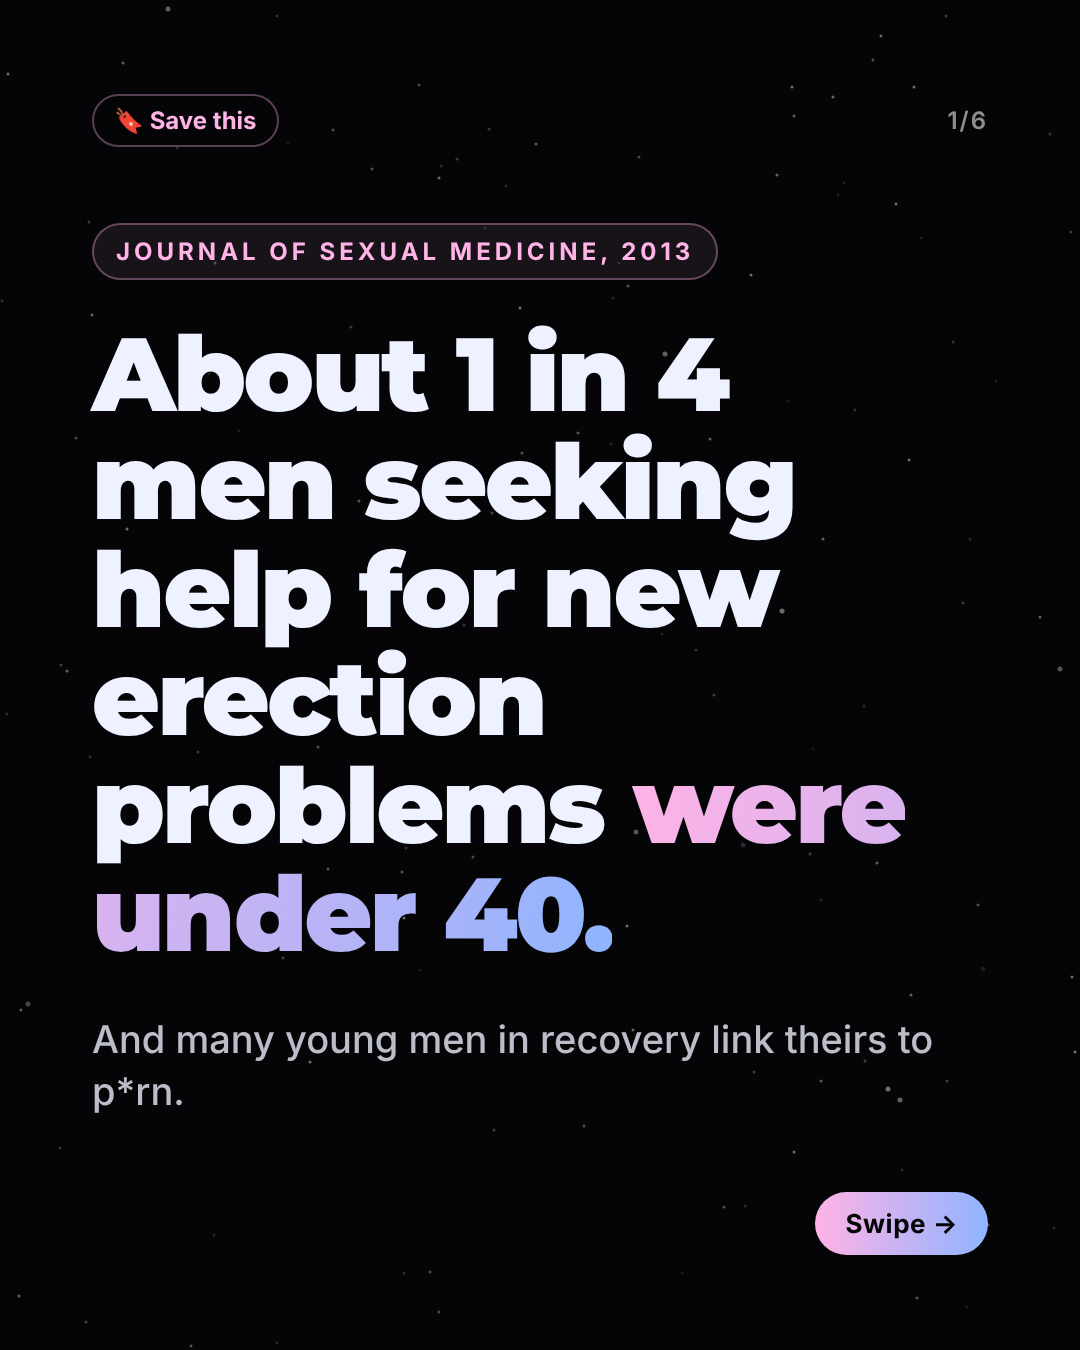 🔖 Save this
1/6
JOURNAL OF SEXUAL MEDICINE, 2013
About 1 in 4
men seeking
help for new
erection
problems were
under 40.
And many young men in recovery link theirs to
p*rn.
Swipe →